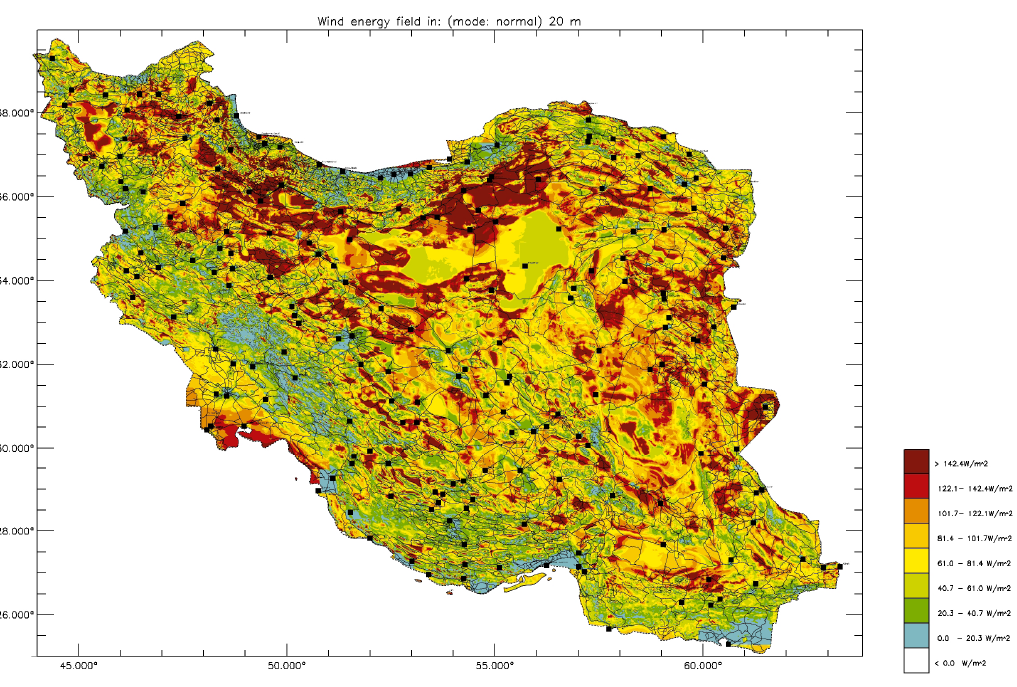 Wind energy field in: (mode: normal) 20 m
38.000°
36.000°
34.000°
32.000°
30.000°
28.000°
26.000°
45.000°
50.000°
55.000°
60.000°
> 142.4W/m^2
122.1- 142.4W/m^2
101.7- 122.1W/m^2
81.4 - 101.7W/m^2
61.0 - 81.4 W/m^2
40.7 - 61.0 W/m^2
20.3 - 40.7 W/m^2
0.0 - 20.3 W/m^2
< 0.0 W/m^2